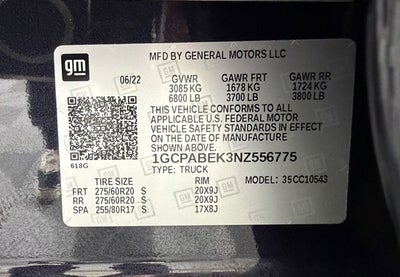 gm
MFD BY GENERAL MOTORS LLC
06/22 GVWR GAWR FRT GAWR RR
3085 KG 1678 KG 1724 KG
6800 LB 3700 LB 3800 LB
THIS VEHICLE CONFORMS TO ALL
APPLICABLE U.S. FEDERAL MOTOR
VEHICLE SAFETY STANDARDS IN EFFECT
ON THE DATE OF MANUFACTURE
SHOWN ABOVE.
1GCPABEK3NZ556775
618G
TYPE: TRUCK MODEL: 35CC10543
TIRE SIZE RIM
FRT 275/60R20 S 20X9J
RR 275/60R20 S 20X9J
SPA 255/80R17 S 17X8J